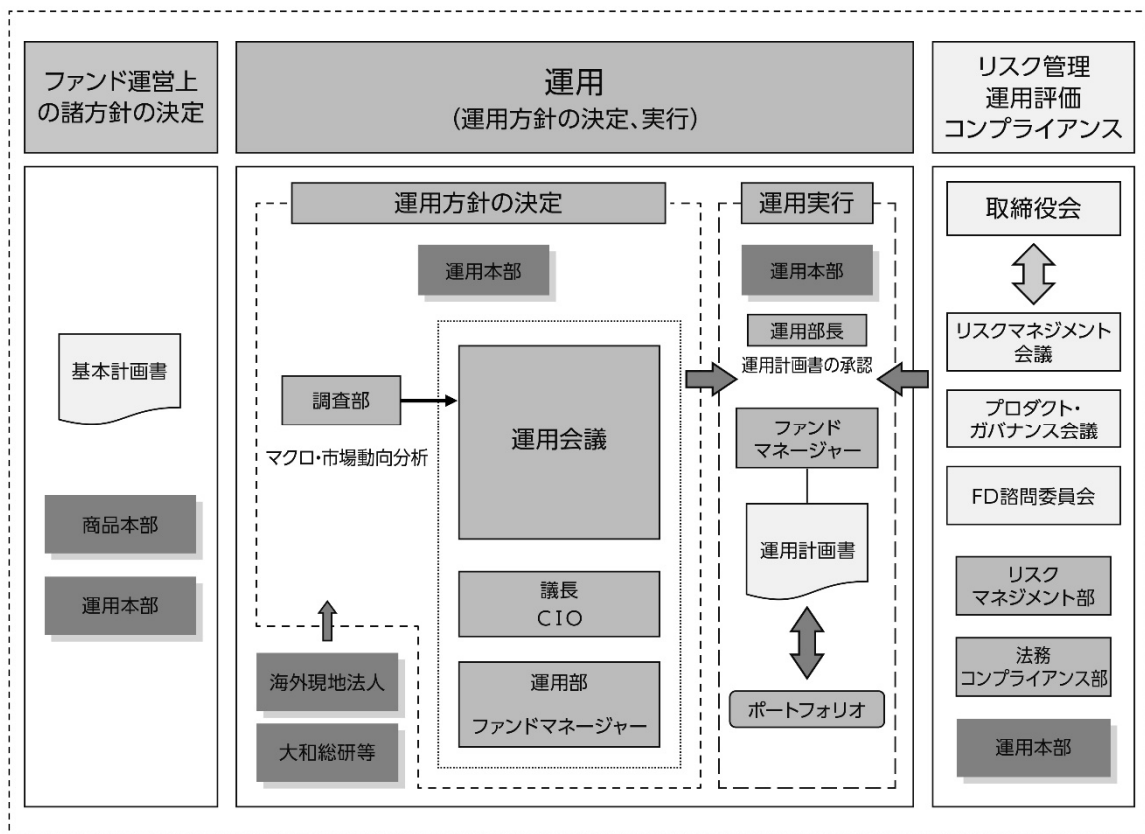 ファンド運営上
の諸方針の決定
基本計画書
商品本部
運用本部
運用
(運用方針の決定、実行)
運用方針の決定
運用本部
調査部
マクロ・市場動向分析
運用会議
議長
CIO
運用部
ファンドマネージャー
海外現地法人
大和総研等
運用実行
運用本部
運用部長
運用計画書の承認
ファンド
マネージャー
運用計画書
ポートフォリオ
リスク管理
運用評価
コンプライアンス
取締役会
リスクマネジメント
会議
プロダクト・
ガバナンス会議
FD諮問委員会
リスク
マネジメント部
法務
コンプライアンス部
運用本部